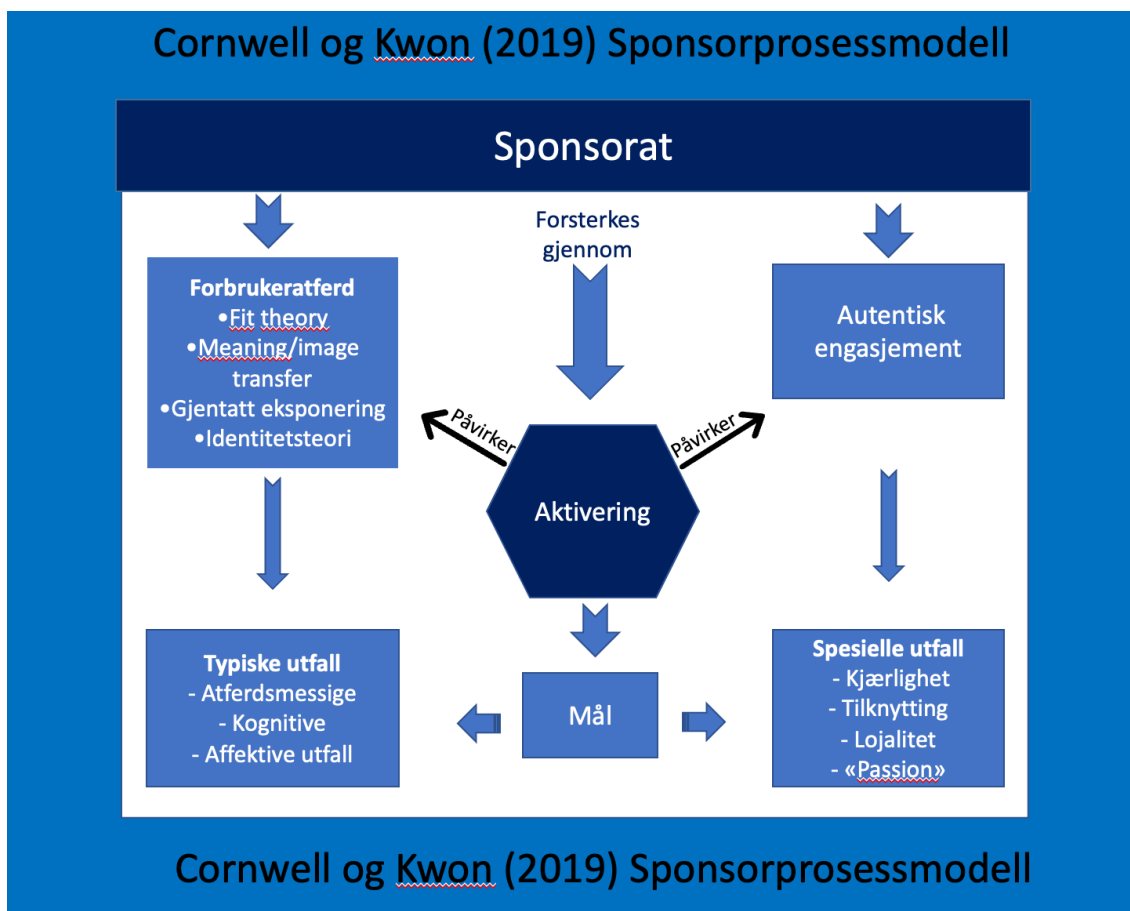 Cornwell og Kwon (2019) Sponsorprosessmodell
Sponsorat
Forsterkes
gjennom
Forbrukeratferd
•Fit theory
•Meaning/image
transfer
•Gjentatt eksponering
•Identitetsteori
Autentisk
engasjement
Påvirker
Påvirker
Aktivering
Typiske utfall
- Atferdsmessige
- Kognitive
- Affektive utfall
Mål
Spesielle utfall
- Kjærlighet
- Tilknytting
- Lojalitet
- «Passion»
Cornwell og Kwon (2019) Sponsorprosessmodell